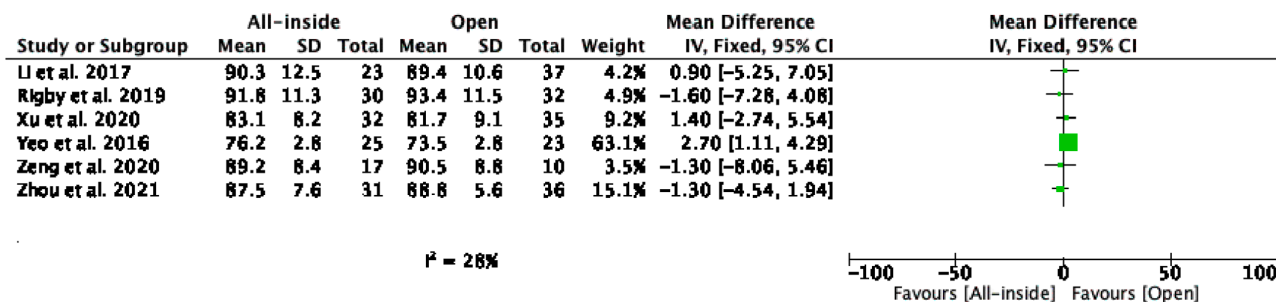 All-inside Open Mean Difference Mean Difference
Study or Subgroup Mean SD Total Mean SD Total Weight IV, Fixed, 95% CI IV, Fixed, 95% CI
Li et al. 2017 90.3 12.5 23 89.4 10.6 37 4.2% 0.90 [-5.25, 7.05]
Rigby et al. 2019 91.8 11.3 30 93.4 11.5 32 4.9% -1.60 [-7.28, 4.08]
Xu et al. 2020 83.1 8.2 32 81.7 9.1 35 9.2% 1.40 [-2.74, 5.54]
Yeo et al. 2016 76.2 2.8 25 73.5 2.8 23 63.1% 2.70 [1.11, 4.29]
Zeng et al. 2020 89.2 8.4 17 90.5 8.8 10 3.5% -1.30 [-8.06, 5.46]
Zhou et al. 2021 87.5 7.6 31 88.8 5.6 36 15.1% -1.30 [-4.54, 1.94]
I² = 28%
-100 -50 0 50 100
Favours [All-inside] Favours [Open]